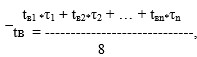 tв1*τ1 + tв2*τ2 + … + tвn*τn
‾tв = ----------------------------,
8